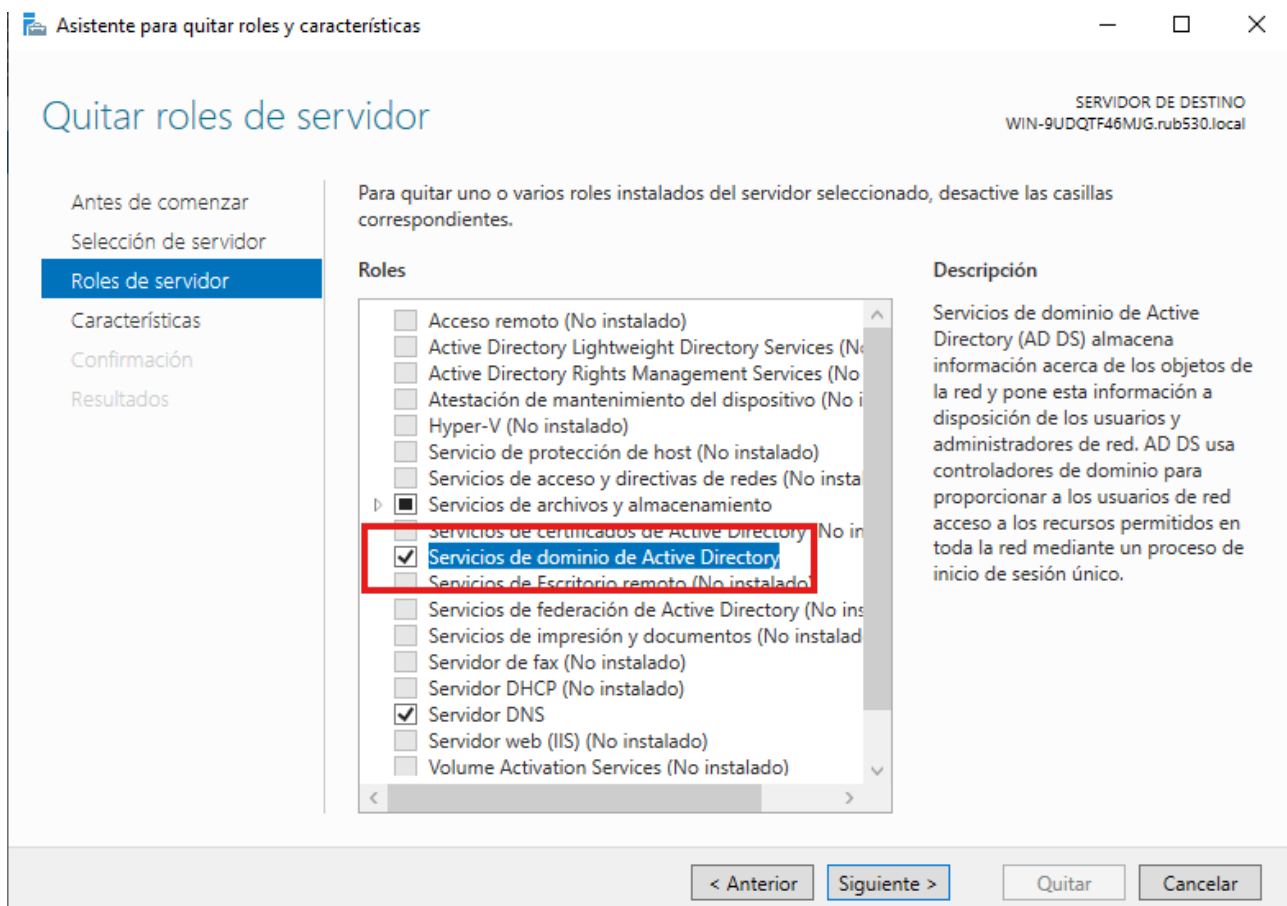 Asistente para quitar roles y características
Quitar roles de servidor
SERVIDOR DE DESTINO
WIN-9UDQTF46MJG.rub530.local
Antes de comenzar
Selección de servidor
Roles de servidor
Características
Confirmación
Resultados
Para quitar uno o varios roles instalados del servidor seleccionado, desactive las casillas
correspondientes.
Roles
Acceso remoto (No instalado)
Active Directory Lightweight Directory Services (No
Active Directory Rights Management Services (No
Atestación de mantenimiento del dispositivo (No i
Hyper-V (No instalado)
Servicio de protección de host (No instalado)
Servicios de acceso y directivas de redes (No insta
Servicios de archivos y almacenamiento
Servicios de certificados de Active Directory (No in
Servicios de dominio de Active Directory
Servicios de Escritorio remoto (No instalado)
Servicios de federación de Active Directory (No ins
Servicios de impresión y documentos (No instalad
Servidor de fax (No instalado)
Servidor DHCP (No instalado)
Servidor DNS
Servidor web (IIS) (No instalado)
Volume Activation Services (No instalado)
Descripción
Servicios de dominio de Active
Directory (AD DS) almacena
información acerca de los objetos de
la red y pone esta información a
disposición de los usuarios y
administradores de red. AD DS usa
controladores de dominio para
proporcionar a los usuarios de red
acceso a los recursos permitidos en
toda la red mediante un proceso de
inicio de sesión único.
< Anterior
Siguiente >
Quitar
Cancelar